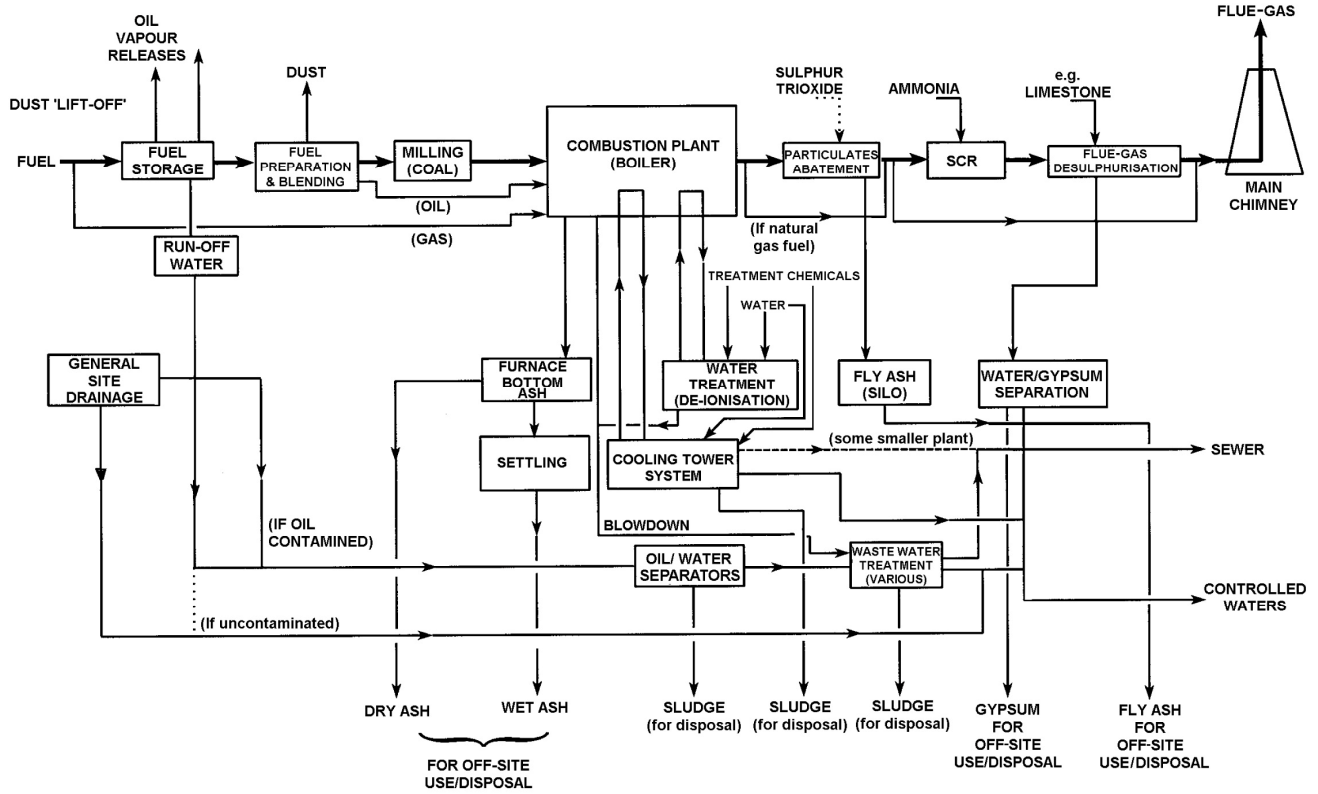 FLUE-GAS
OIL
VAPOUR
RELEASES
DUST
SULPHUR
TRIOXIDE
AMMONIA
e.g.
LIMESTONE
DUST 'LIFT-OFF'
FUEL
FUEL
STORAGE
FUEL
PREPARATION
& BLENDING
MILLING
(COAL)
COMBUSTION PLANT
(BOILER)
PARTICULATES
ABATEMENT
SCR
FLUE-GAS
DESULPHURISATION
MAIN
CHIMNEY
(OIL)
(GAS)
(If natural
gas fuel)
RUN-OFF
WATER
TREATMENT CHEMICALS
WATER
GENERAL
SITE
DRAINAGE
FURNACE
BOTTOM
ASH
WATER
TREATMENT
(DE-IONISATION)
FLY ASH
(SILO)
WATER/GYPSUM
SEPARATION
SETTLING
COOLING TOWER
SYSTEM
(some smaller plant)
SEWER
(IF OIL
CONTAMINED)
BLOWDOWN
OIL/ WATER
SEPARATORS
WASTE WATER
TREATMENT
(VARIOUS)
CONTROLLED
WATERS
(If uncontaminated)
DRY ASH
WET ASH
FOR OFF-SITE
USE/DISPOSAL
SLUDGE
(for disposal)
SLUDGE
(for disposal)
SLUDGE
(for disposal)
GYPSUM
FOR
OFF-SITE
USE/DISPOSAL
FLY ASH
FOR
OFF-SITE
USE/DISPOSAL